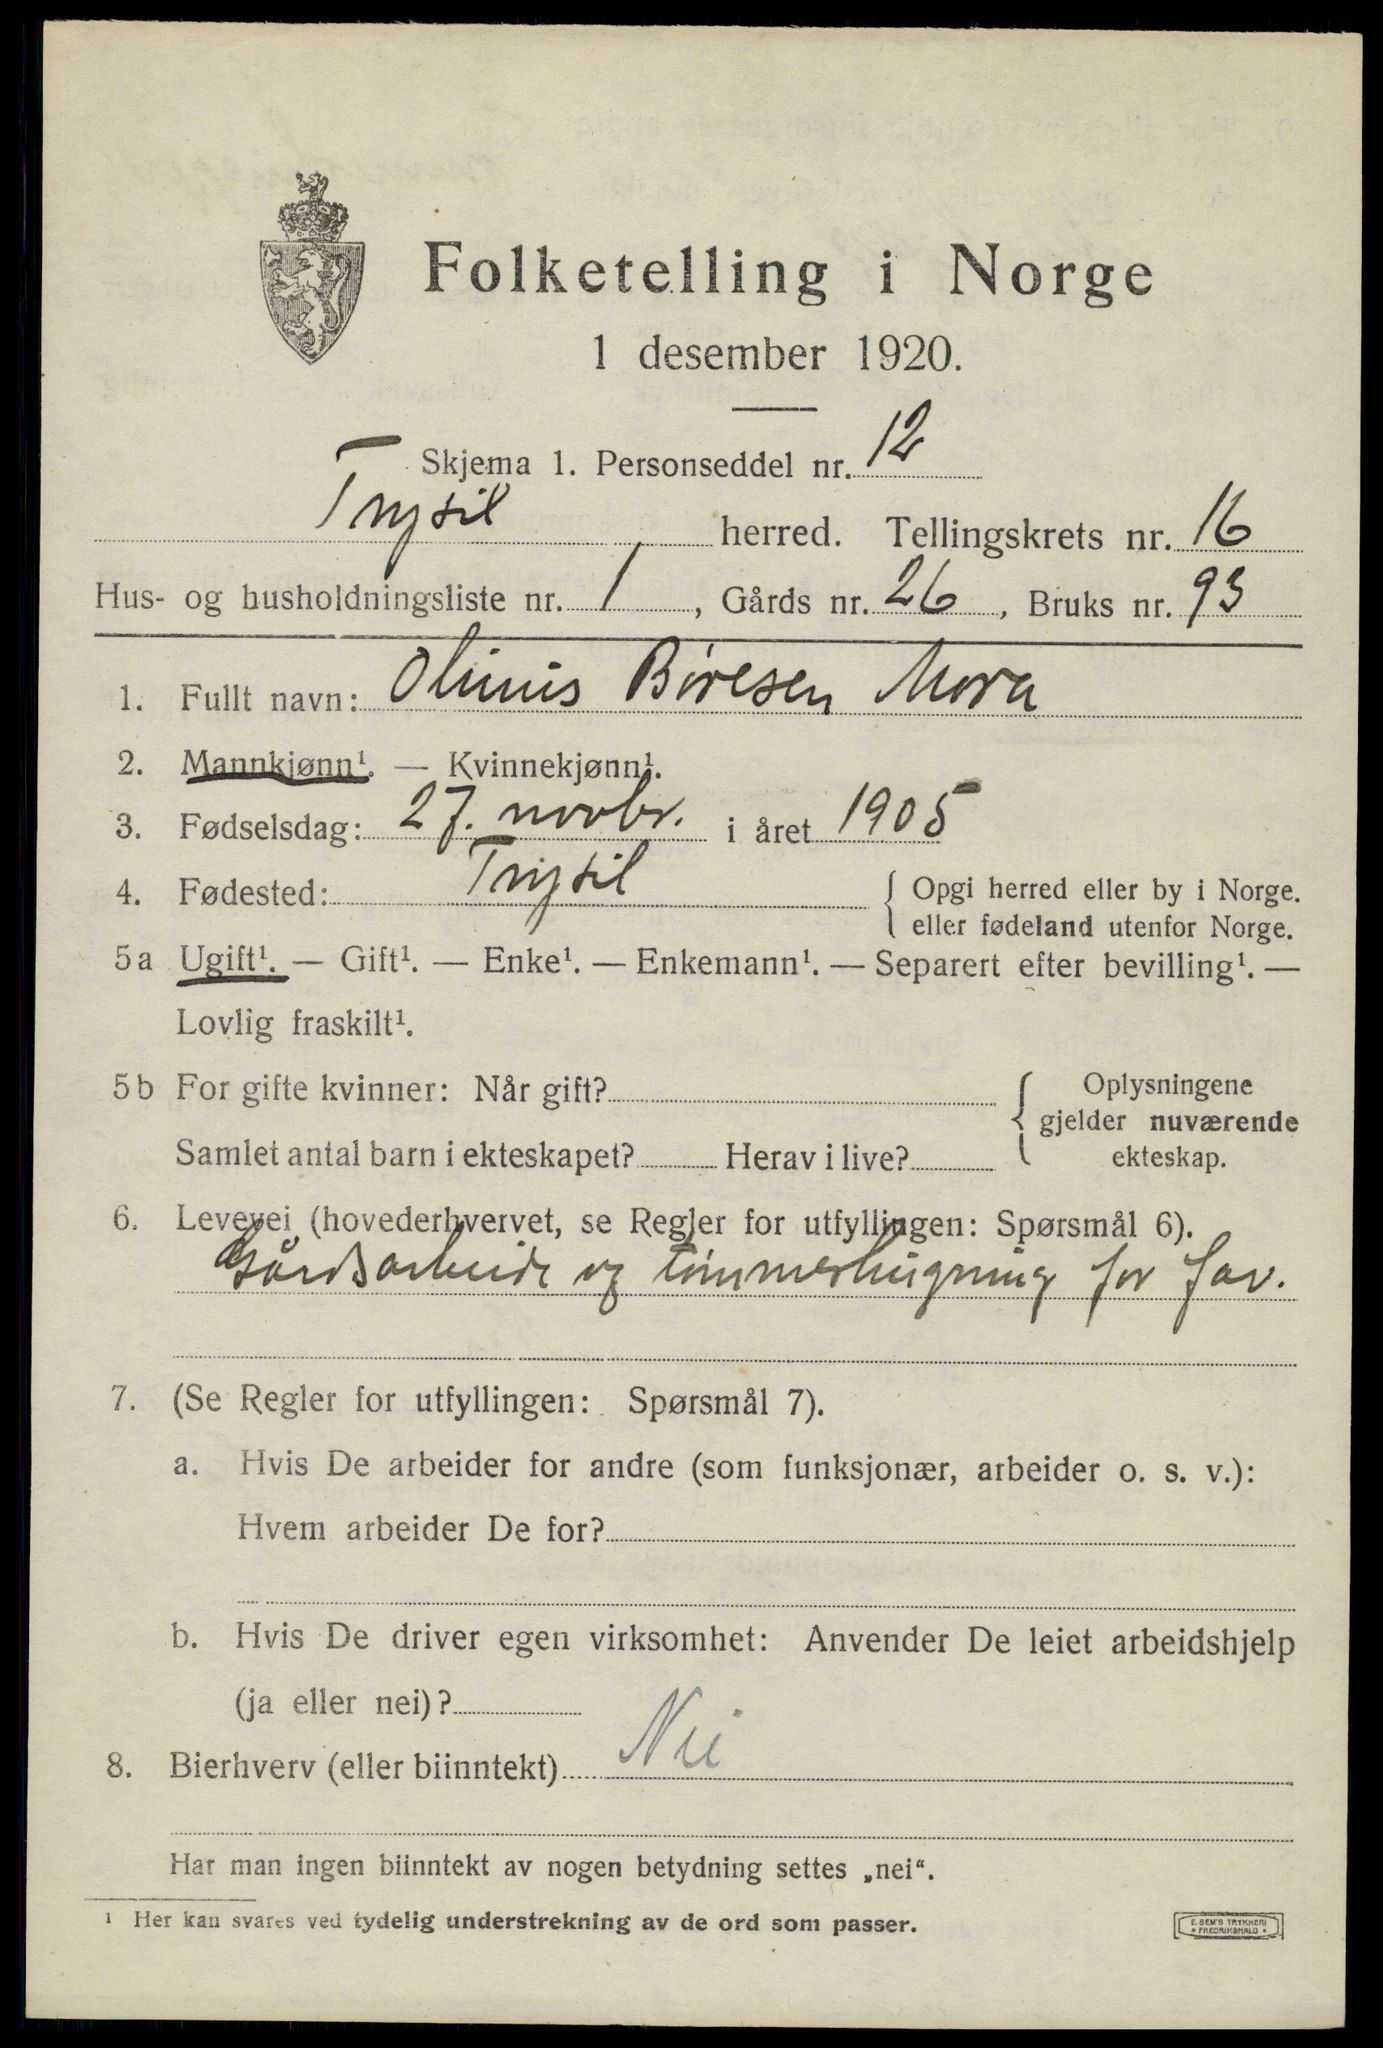 Folketelling i Norge
1 desember 1920.
Skjema 1. Personseddel nr. 12
Trysil herred. Tellingskrets nr. 16
Hus- og husholdningsliste nr. 1, Gårds nr. 26, Bruks nr. 93
1. Fullt navn: Olinus Børesen Mora
2. Mannkjønn¹. — Kvinnekjønn¹.
3. Fødselsdag: 27. novbr. i året 1905
4. Fødested: Trysil { Opgi herred eller by i Norge.
eller fødeland utenfor Norge.
5a Ugift¹. — Gift¹. — Enke¹. — Enkemann¹. — Separert efter bevilling¹. —
Lovlig fraskilt¹.
5b For gifte kvinner: Når gift? { Oplysningene
gjelder nuværende
Samlet antal barn i ekteskapet? Herav i live? ekteskap.
6. Levevei (hovederhvervet, se Regler for utfyllingen: Spørsmål 6).
Gårdsarbeide og tømmerhugning for far.
7. (Se Regler for utfyllingen: Spørsmål 7).
a. Hvis De arbeider for andre (som funksjonær, arbeider o. s. v.):
Hvem arbeider De for?
b. Hvis De driver egen virksomhet: Anvender De leiet arbeidshjelp
(ja eller nei)?
8. Bierhverv (eller biinntekt) Nei
Har man ingen biinntekt av nogen betydning settes „nei“.
¹ Her kan svares ved tydelig understrekning av de ord som passer.
E. SEM'S TRYKKERI
• FREDRIKSHALD •